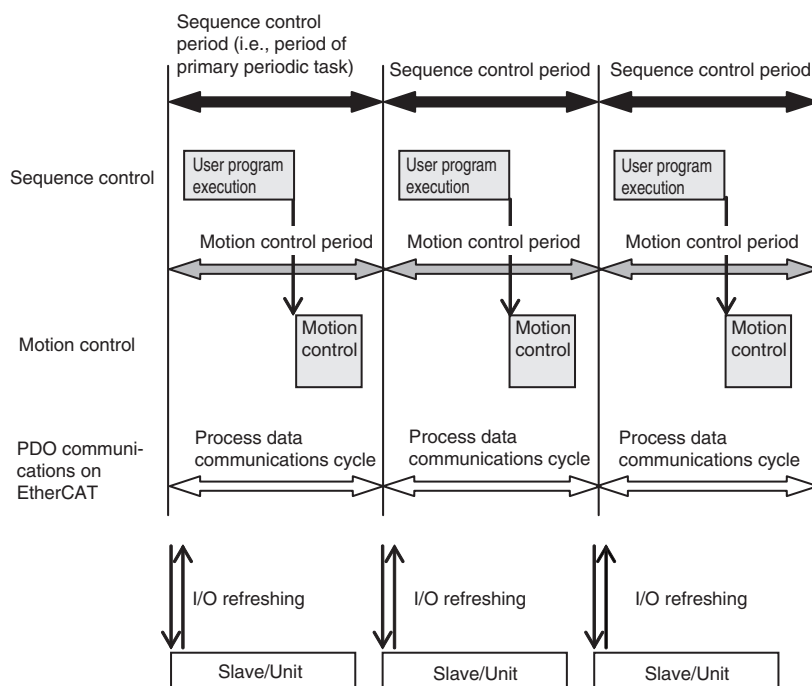 Sequence control
period (i.e., period of
primary periodic task)
Sequence control period
Sequence control period
Sequence control
User program
execution
User program
execution
User program
execution
Motion control period
Motion control period
Motion control period
Motion control
Motion
control
Motion
control
Motion
control
PDO communi-
cations on
EtherCAT
Process data
communications cycle
Process data
communications cycle
Process data
communications cycle
I/O refreshing
I/O refreshing
I/O refreshing
Slave/Unit
Slave/Unit
Slave/Unit